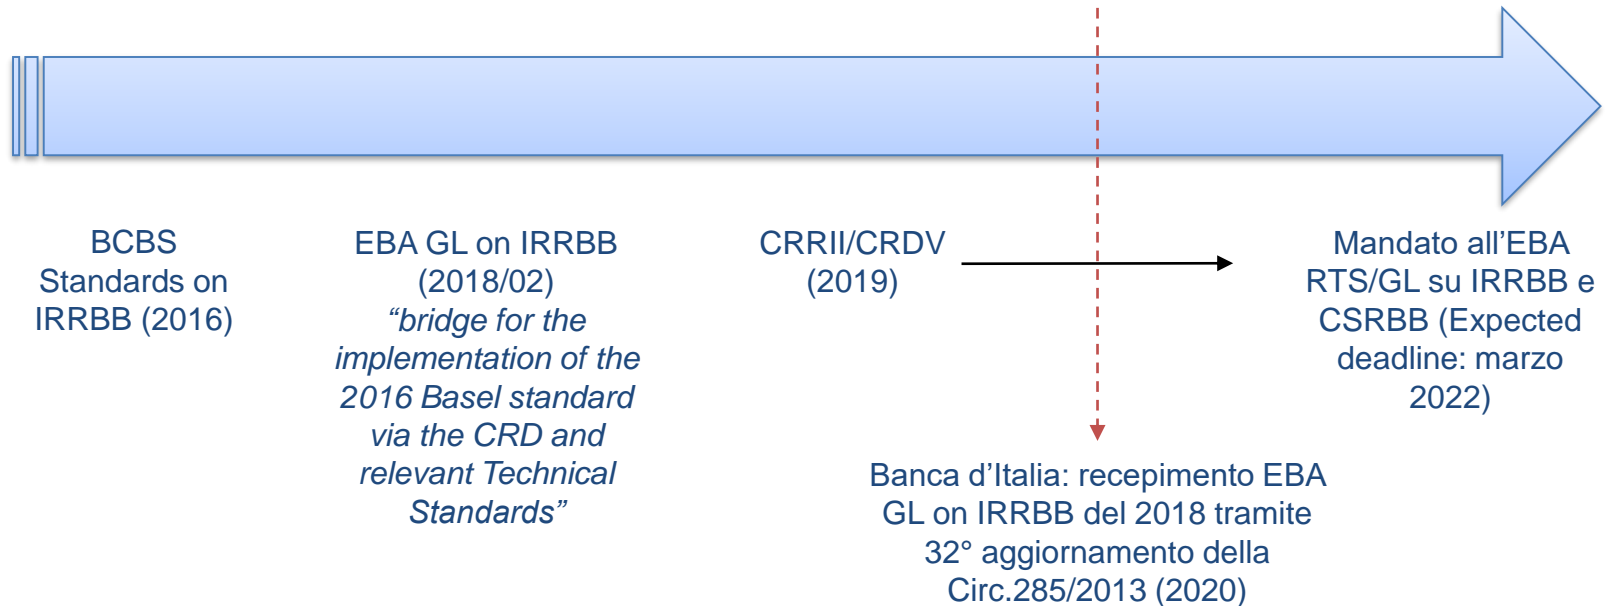 BCBS
Standards on
IRRBB (2016)
EBA GL on IRRBB
(2018/02)
“bridge for the
implementation of the
2016 Basel standard
via the CRD and
relevant Technical
Standards”
CRRII/CRDV
(2019)
Mandato all’EBA
RTS/GL su IRRBB e
CSRBB (Expected
deadline: marzo
2022)
Banca d’Italia: recepimento EBA
GL on IRRBB del 2018 tramite
32° aggiornamento della
Circ.285/2013 (2020)